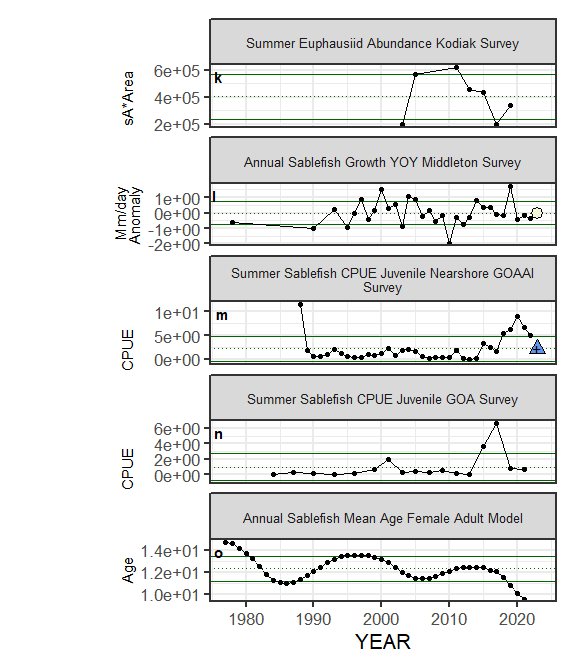 Summer Euphausiid Abundance Kodiak Survey
sA*Area
k
6e+05
4e+05
2e+05
Annual Sablefish Growth YOY Middleton Survey
Mm/day
Anomaly
l
1e+00
0e+00
-1e+00
-2e+00
Summer Sablefish CPUE Juvenile Nearshore GOAAI
Survey
CPUE
m
1e+01
5e+00
0e+00
Summer Sablefish CPUE Juvenile GOA Survey
CPUE
n
6e+00
4e+00
2e+00
0e+00
Annual Sablefish Mean Age Female Adult Model
Age
o
1.4e+01
1.2e+01
1.0e+01
1980 1990 2000 2010 2020
YEAR